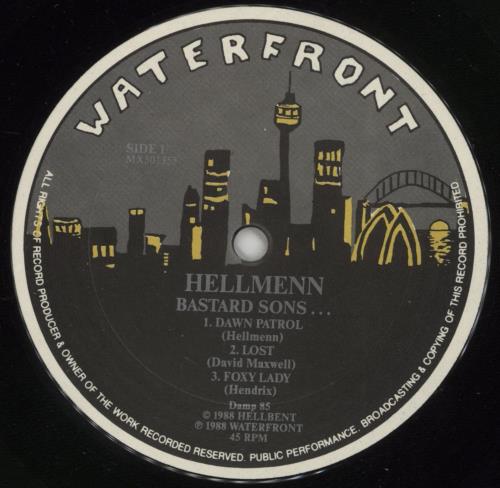 WATERFRONT
SIDE 1
MX301353
HELLMENN
BASTARD SONS...
1. DAWN PATROL
(Hellmenn)
2. LOST
(David Maxwell)
3. FOXY LADY
(Hendrix)
Damp 85
© 1988 HELLBENT
℗ 1988 WATERFRONT
45 RPM
ALL RIGHTS OF RECORD PRODUCER & OWNER OF THE WORK RECORDED RESERVED. PUBLIC PERFORMANCE. BROADCASTING & COPYING OF THIS RECORD PROHIBITED.